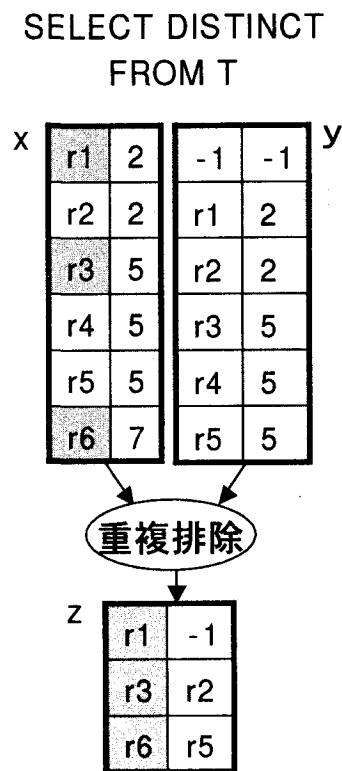 SELECT DISTINCT
FROM T
x y
r1 2 -1 -1
r2 2 r1 2
r3 5 r2 2
r4 5 r3 5
r5 5 r4 5
r6 7 r5 5
重複排除
z
r1 -1
r3 r2
r6 r5